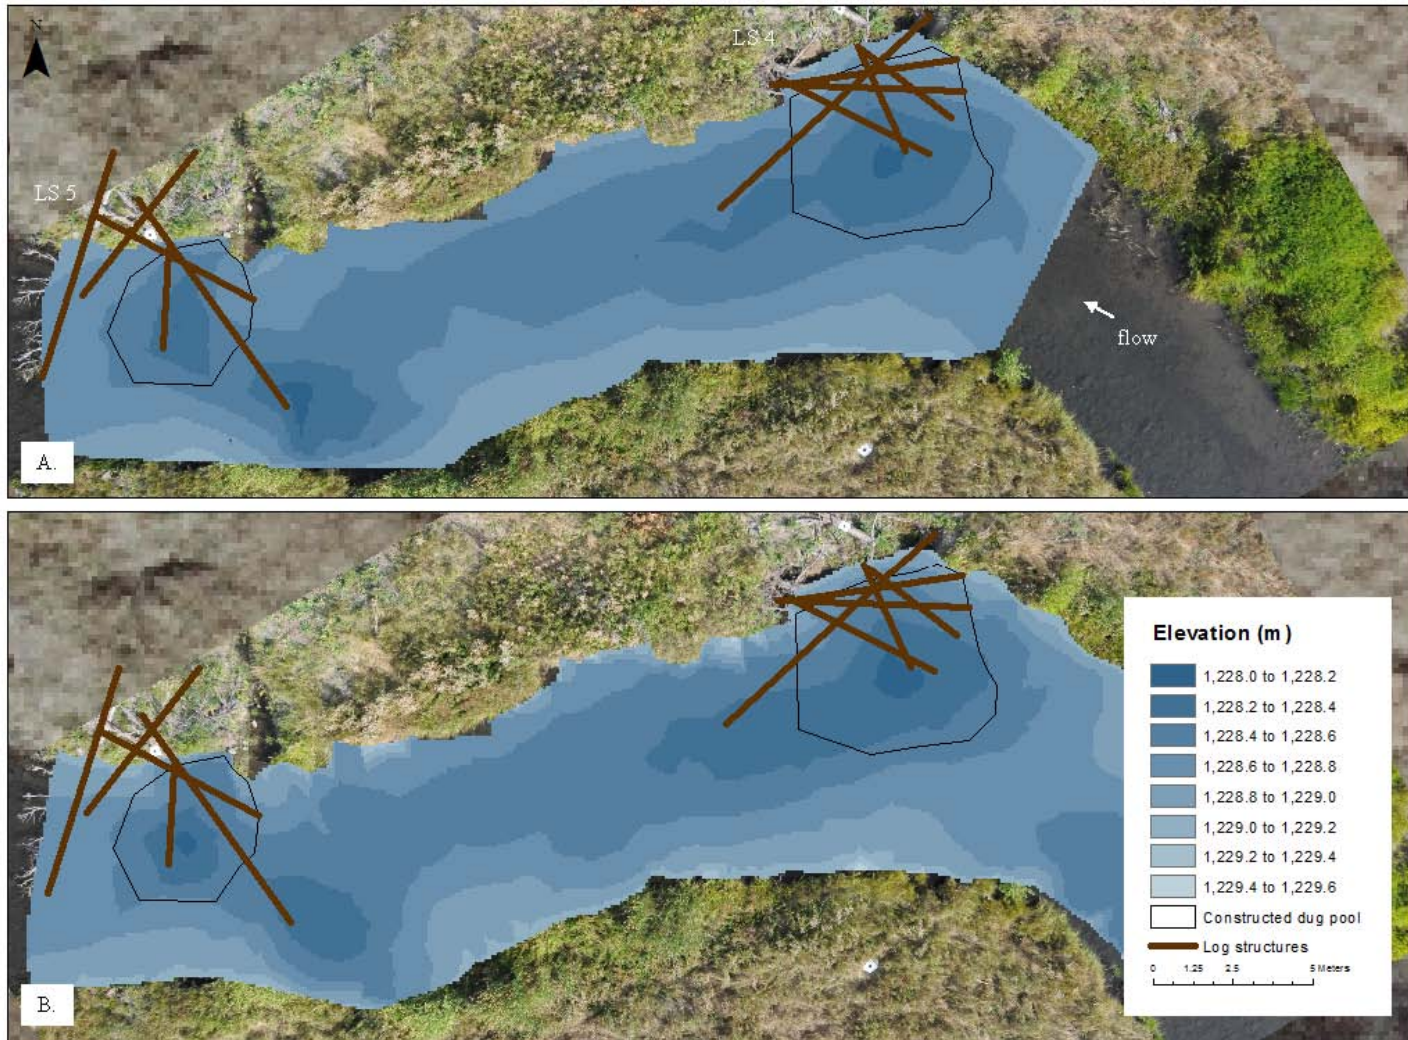 N
LS 4
LS 5
flow
A.
Elevation (m)
1,228.0 to 1,228.2
1,228.2 to 1,228.4
1,228.4 to 1,228.6
1,228.6 to 1,228.8
1,228.8 to 1,229.0
1,229.0 to 1,229.2
1,229.2 to 1,229.4
1,229.4 to 1,229.6
Constructed dug pool
Log structures
0 1.25 2.5 5 Meters
B.